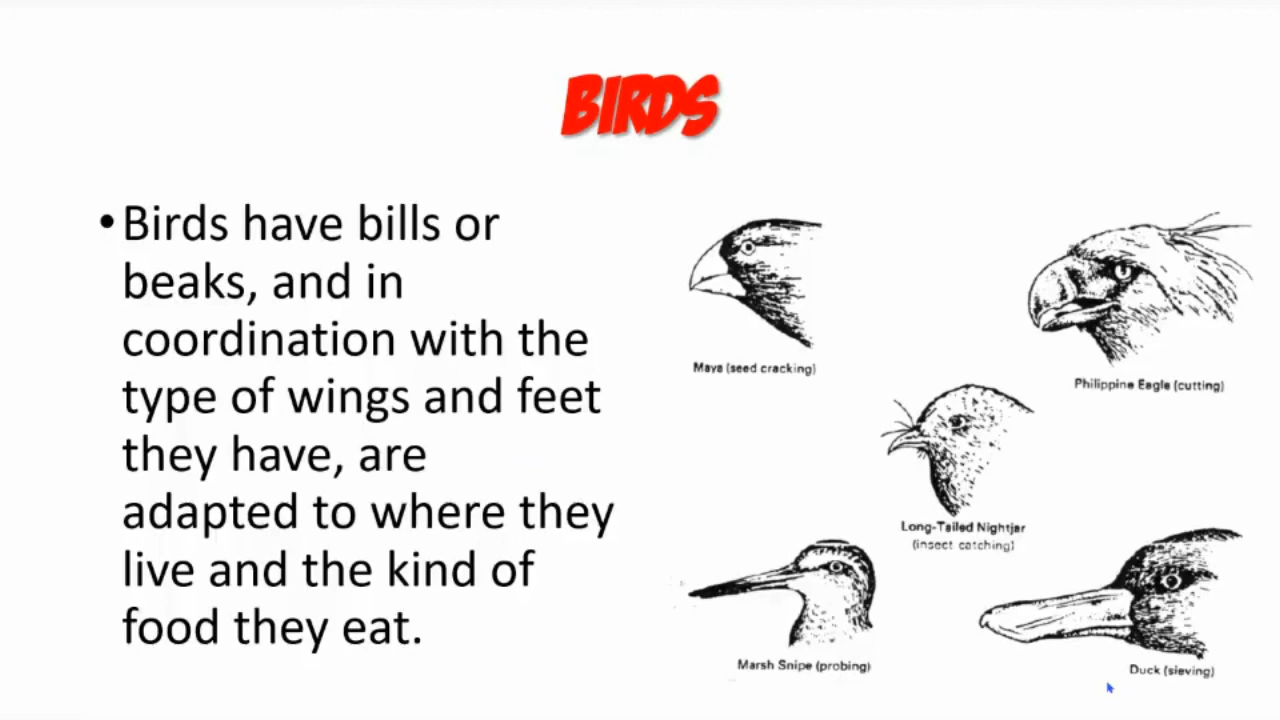 BIRDS
• Birds have bills or
beaks, and in
coordination with the
type of wings and feet
they have, are
adapted to where they
live and the kind of
food they eat.
Maya (seed cracking)
Philippine Eagle (cutting)
Long-Tailed Nightjar
(insect catching)
Marsh Snipe (probing)
Duck (sieving)